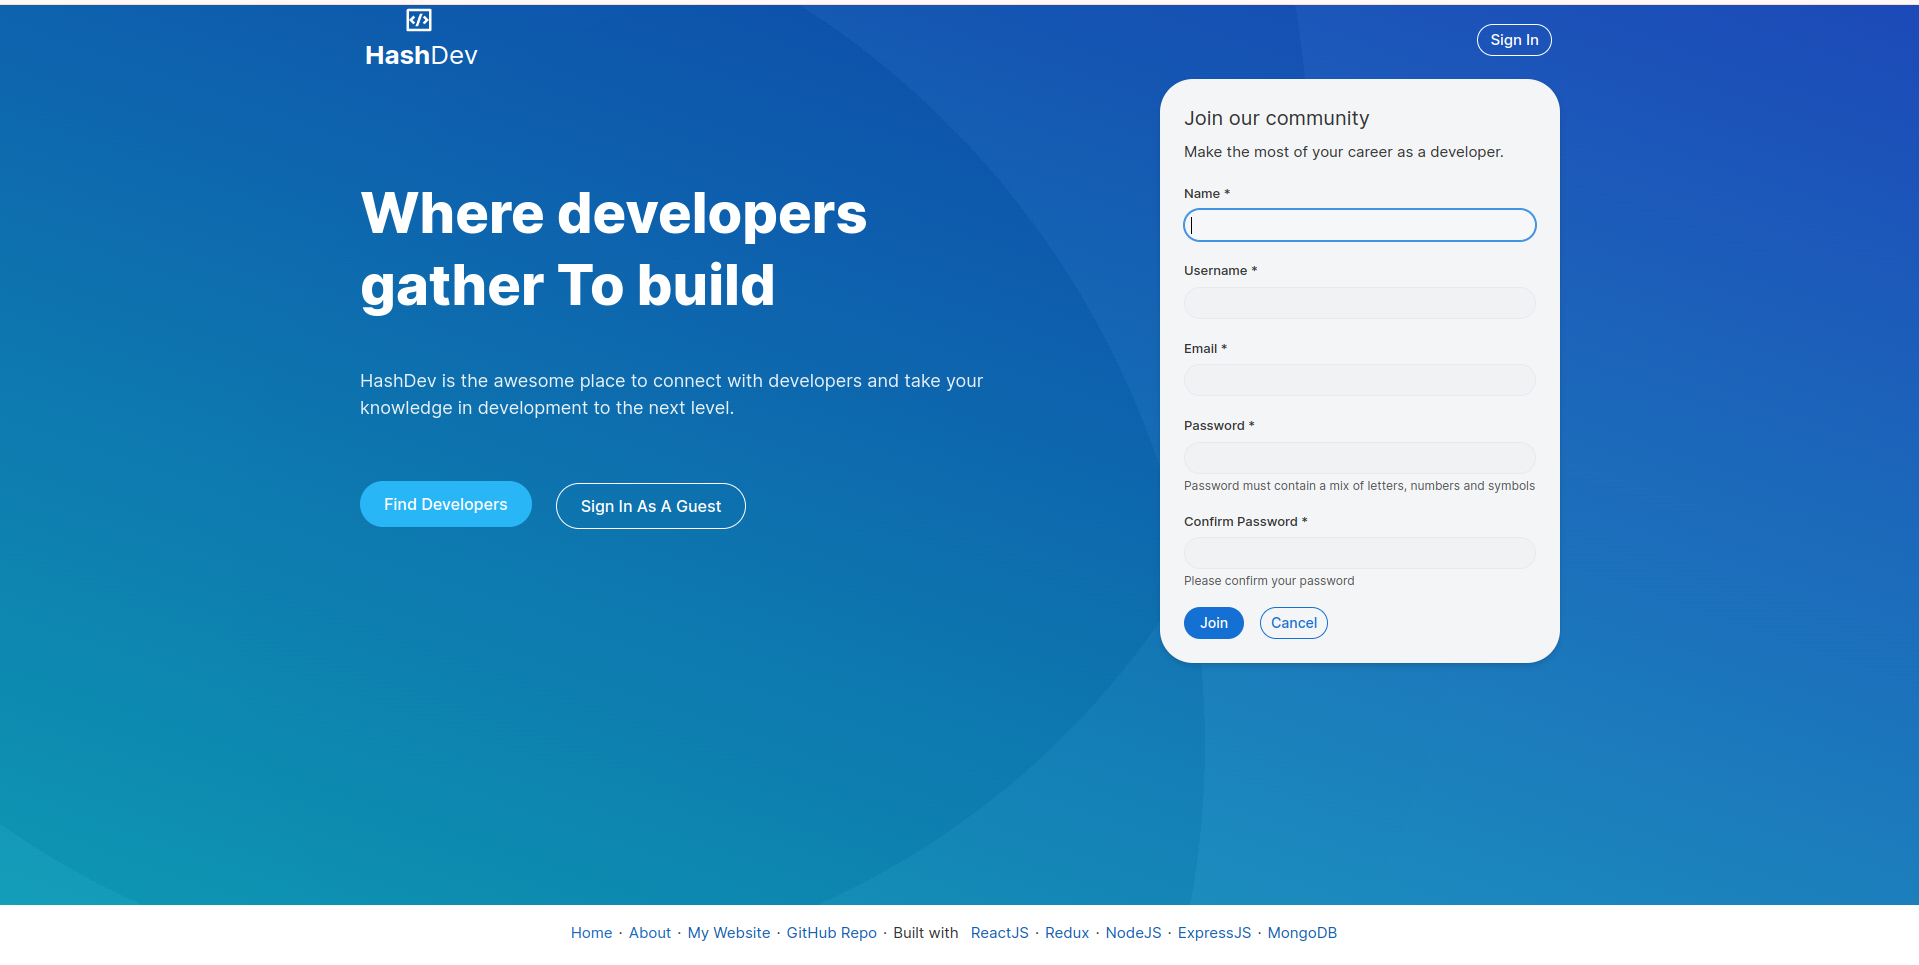 HashDev
Sign In
Where developers
gather To build
HashDev is the awesome place to connect with developers and take your
knowledge in development to the next level.
Find Developers
Sign In As A Guest
Join our community
Make the most of your career as a developer.
Name *
Username *
Email *
Password *
Password must contain a mix of letters, numbers and symbols
Confirm Password *
Please confirm your password
Join
Cancel
Home · About · My Website · GitHub Repo · Built with ReactJS · Redux · NodeJS · ExpressJS · MongoDB